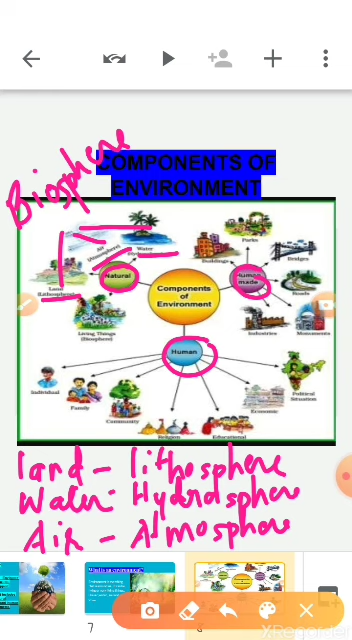 COMPONENTS OF
ENVIRONMENT
Biosphere
Air
(Atmosphere)
Water
Land
(Lithosphere)
Natural
Living Things
(Biosphere)
Components
of
Environment
Human
made
Parks
Buildings
Bridges
Roads
Industries
Monuments
Human
Individual
Family
Community
Religion
Educational
Economic
Political
Situation
Land - lithosphere
Water - Hydrosphere
Air - Atmosphere
7
XRecorder